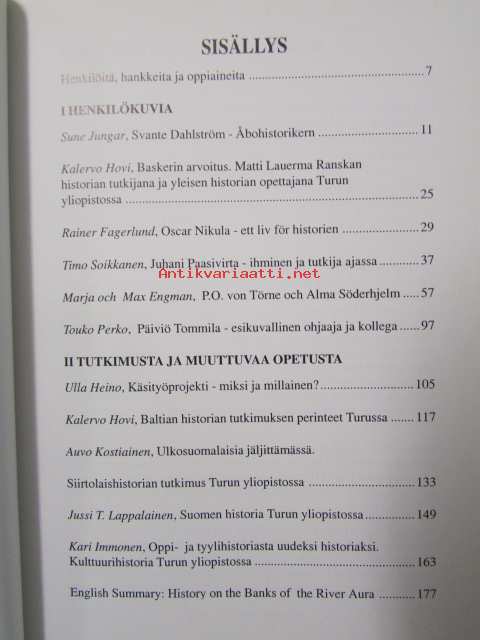 SISÄLLYS
Henkilöitä, hankkeita ja oppiaineita ........................................................ 7
I HENKILÖKUVIA
Sune Jungar, Svante Dahlström - Åbohistorikern ................................ 11
Kalervo Hovi, Baskerin arvoitus. Matti Lauerma Ranskan
historian tutkijana ja yleisen historian opettajana Turun
yliopistossa ................................................................................ 25
Rainer Fagerlund, Oscar Nikula - ett liv för historien ........................ 29
Timo Soikkanen, Juhani Paasivirta - ihminen ja tutkija ajassa ............. 37
Antikvariaatti.net
Marja och Max Engman, P.O. von Törne och Alma Söderhjelm ..... 57
Touko Perko, Päiviö Tommila - esikuvallinen ohjaaja ja kollega ....... 97
II TUTKIMUSTA JA MUUTTUVAA OPETUSTA
Ulla Heino, Käsityöprojekti - miksi ja millainen? ............................. 105
Kalervo Hovi, Baltian historian tutkimuksen perinteet Turussa ....... 117
Auvo Kostiainen, Ulkosuomalaisia jäljittämässä.
Siirtolaishistorian tutkimus Turun yliopistossa ................................ 133
Jussi T. Lappalainen, Suomen historia Turun yliopistossa ................ 149
Kari Immonen, Oppi- ja tyylihistoriasta uudeksi historiaksi.
Kulttuurihistoria Turun yliopistossa ................................................ 163
English Summary: History on the Banks of the River Aura ............. 177